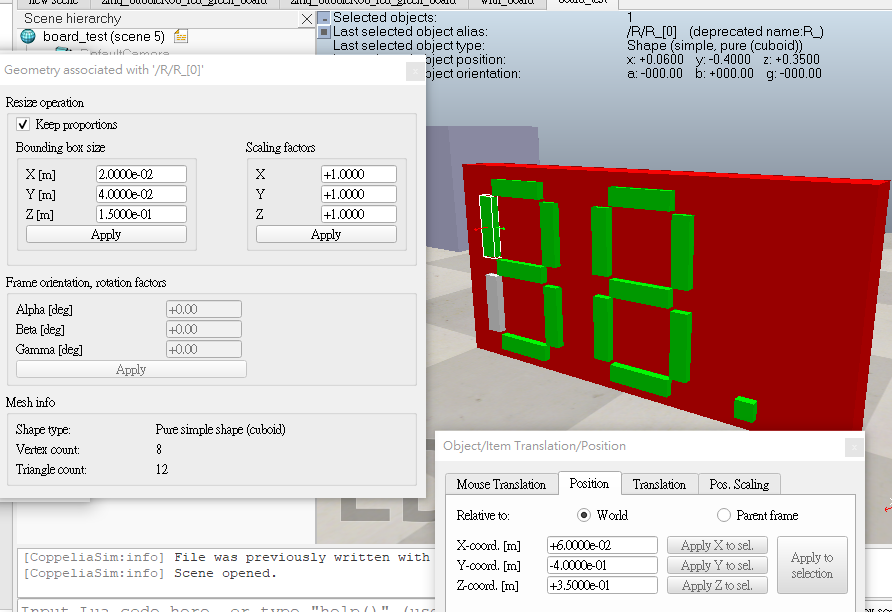 new scene
with_board
board_test
Scene hierarchy
board_test (scene 5)
DefaultCamera
Selected objects: 1
Last selected object alias: /R/R_[0] (deprecated name:R_)
Last selected object type: Shape (simple, pure (cuboid))
ect position: x: +0.0600 y: -0.4000 z: +0.3500
ect orientation: a: -000.00 b: +000.00 g: -000.00
Geometry associated with '/R/R_[0]'
Resize operation
Keep proportions
Bounding box size Scaling factors
X [m] 2.0000e-02 X +1.0000
Y [m] 4.0000e-02 Y +1.0000
Z [m] 1.5000e-01 Z +1.0000
Apply Apply
Frame orientation, rotation factors
Alpha [deg] +0.00
Beta [deg] +0.00
Gamma [deg] +0.00
Apply
Mesh info
Shape type: Pure simple shape (cuboid)
Vertex count: 8
Triangle count: 12
Object/Item Translation/Position
Mouse Translation Position Translation Pos. Scaling
Relative to: World Parent frame
X-coord. [m] +6.0000e-02 Apply X to sel.
Y-coord. [m] -4.0000e-01 Apply Y to sel.
Z-coord. [m] +3.5000e-01 Apply Z to sel.
Apply to
selection
[CoppeliaSim:info] File was previously written with
[CoppeliaSim:info] Scene opened.
Input Lua code here, or type "help()" (use